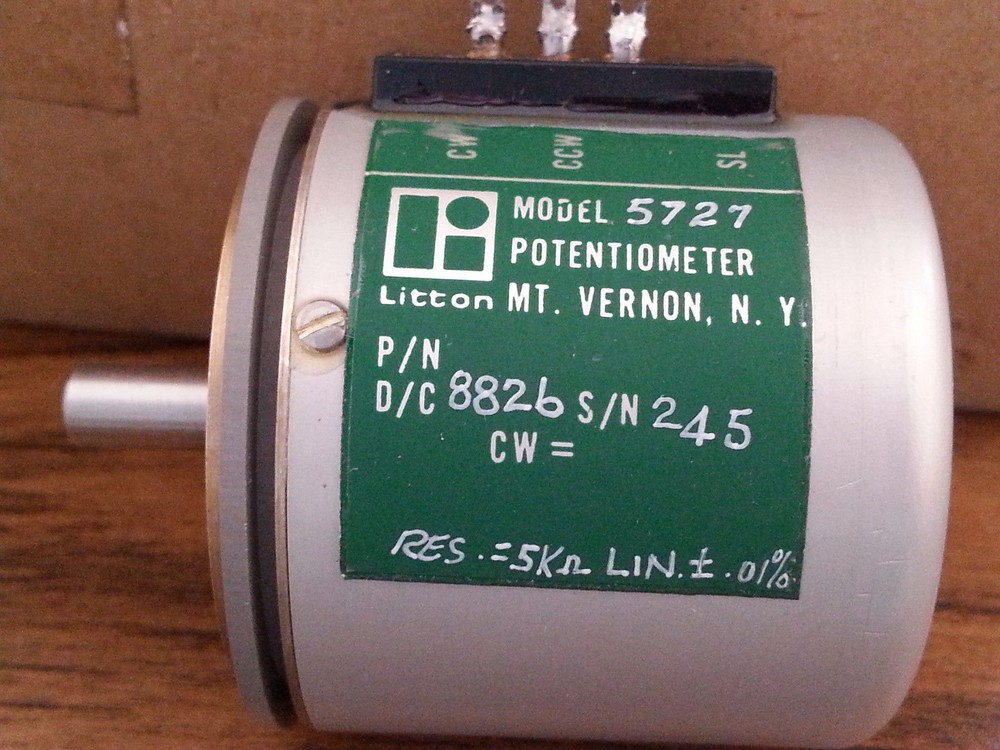 CW CCW SL
MODEL 5727
POTENTIOMETER
Litton MT. VERNON, N. Y.
P/N
D/C 8826 S/N 245
CW =
RES. = 5KΩ LIN. ± .01%